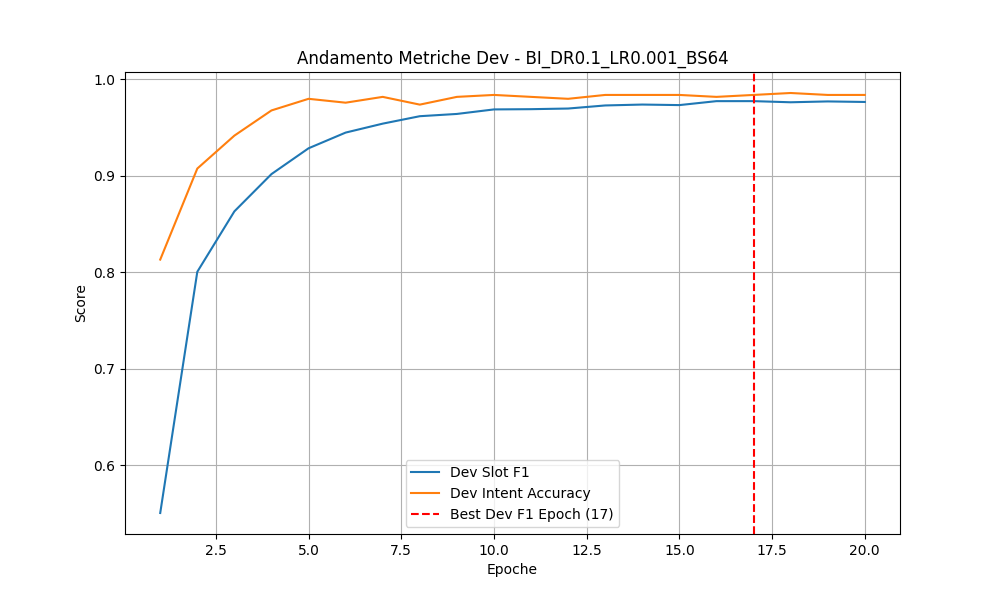 Andamento Metriche Dev - BI_DR0.1_LR0.001_BS64
1.0
0.9
0.8
0.7
0.6
Score
Dev Slot F1
Dev Intent Accuracy
Best Dev F1 Epoch (17)
2.5 5.0 7.5 10.0 12.5 15.0 17.5 20.0
Epoche